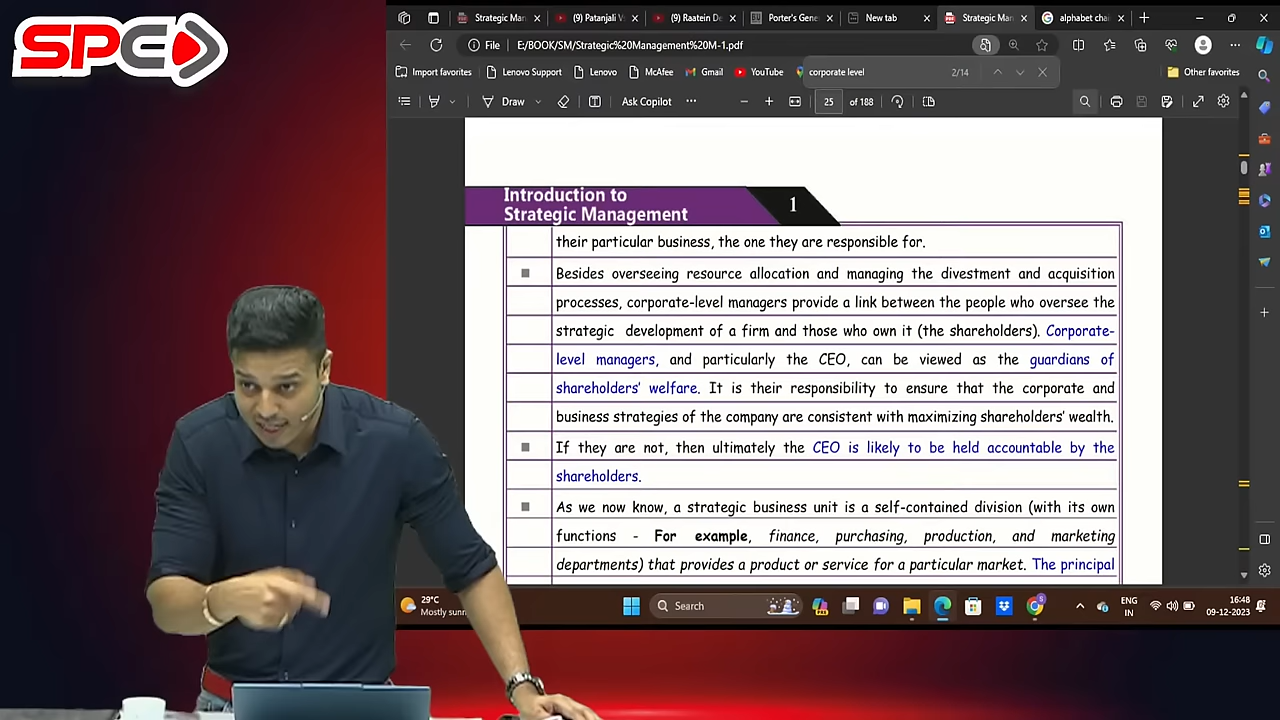 SPC
Strategic Man
(9) Patanjali V
(9) Raatein De
Porter's Gene
New tab
Strategic Man
alphabet cha
File
E:/BOOK/SM/Strategic%20Management%20M-1.pdf
Import favorites
Lenovo Support
Lenovo
McAfee
Gmail
YouTube
corporate level
2/14
Other favorites
Draw
Ask Copilot
25
of 188
Introduction to
Strategic Management
1
their particular business, the one they are responsible for.
Besides overseeing resource allocation and managing the divestment and acquisition
processes, corporate-level managers provide a link between the people who oversee the
strategic development of a firm and those who own it (the shareholders). Corporate-
level managers, and particularly the CEO, can be viewed as the guardians of
shareholders' welfare. It is their responsibility to ensure that the corporate and
business strategies of the company are consistent with maximizing shareholders' wealth.
If they are not, then ultimately the CEO is likely to be held accountable by the
shareholders.
As we now know, a strategic business unit is a self-contained division (with its own
functions - For example, finance, purchasing, production, and marketing
departments) that provides a product or service for a particular market. The principal
29°C
Mostly sunn
Search
ENG
IN
16:48
09-12-2023